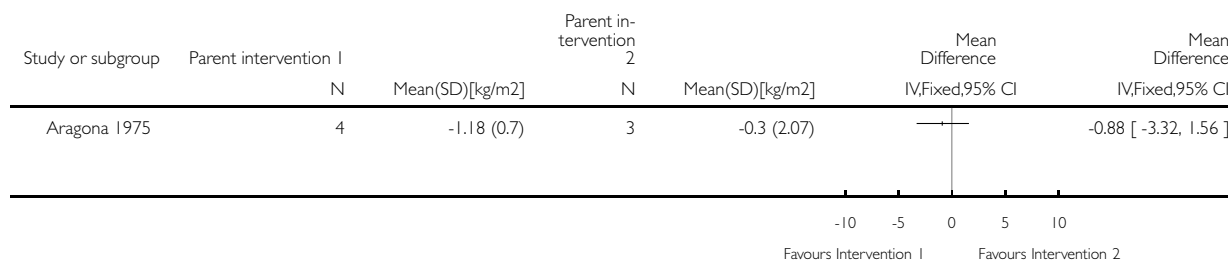 Parent in-
tervention
Mean Mean
Study or subgroup Parent intervention 1 2 Difference Difference
N Mean(SD)[kg/m2] N Mean(SD)[kg/m2] IV,Fixed,95% CI IV,Fixed,95% CI
Aragona 1975 4 -1.18 (0.7) 3 -0.3 (2.07) -0.88 [ -3.32, 1.56 ]
-10 -5 0 5 10
Favours Intervention 1 Favours Intervention 2